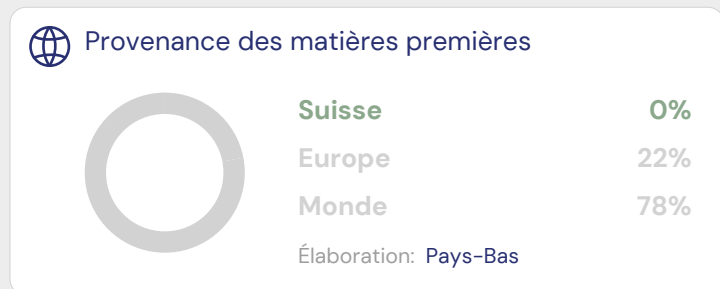 Provenance des matières premières
Suisse 0%
Europe 22%
Monde 78%
Élaboration: Pays-Bas